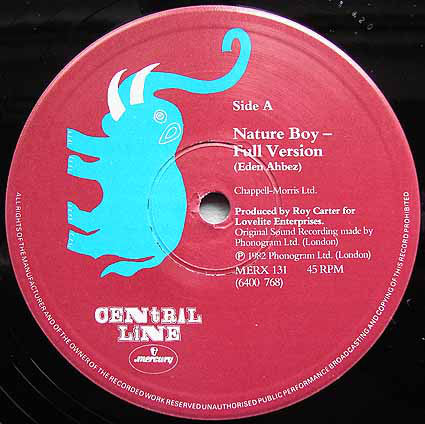 Side A
Nature Boy –
Full Version
(Eden Ahbez)
Chappell-Morris Ltd.
Produced by Roy Carter for
Lovelite Enterprises.
Original Sound Recording made by
Phonogram Ltd. (London)
Ⓟ 1982 Phonogram Ltd. (London)
MERX 131 45 RPM
(6400 768)
CENtRAL
LiNE
mercury
ALL RIGHTS OF THE MANUFACTURER AND OF THE OWNER OF THE RECORDED WORK RESERVED UNAUTHORISED PUBLIC PERFORMANCE BROADCASTING AND COPYING OF THIS RECORD PROHIBITED